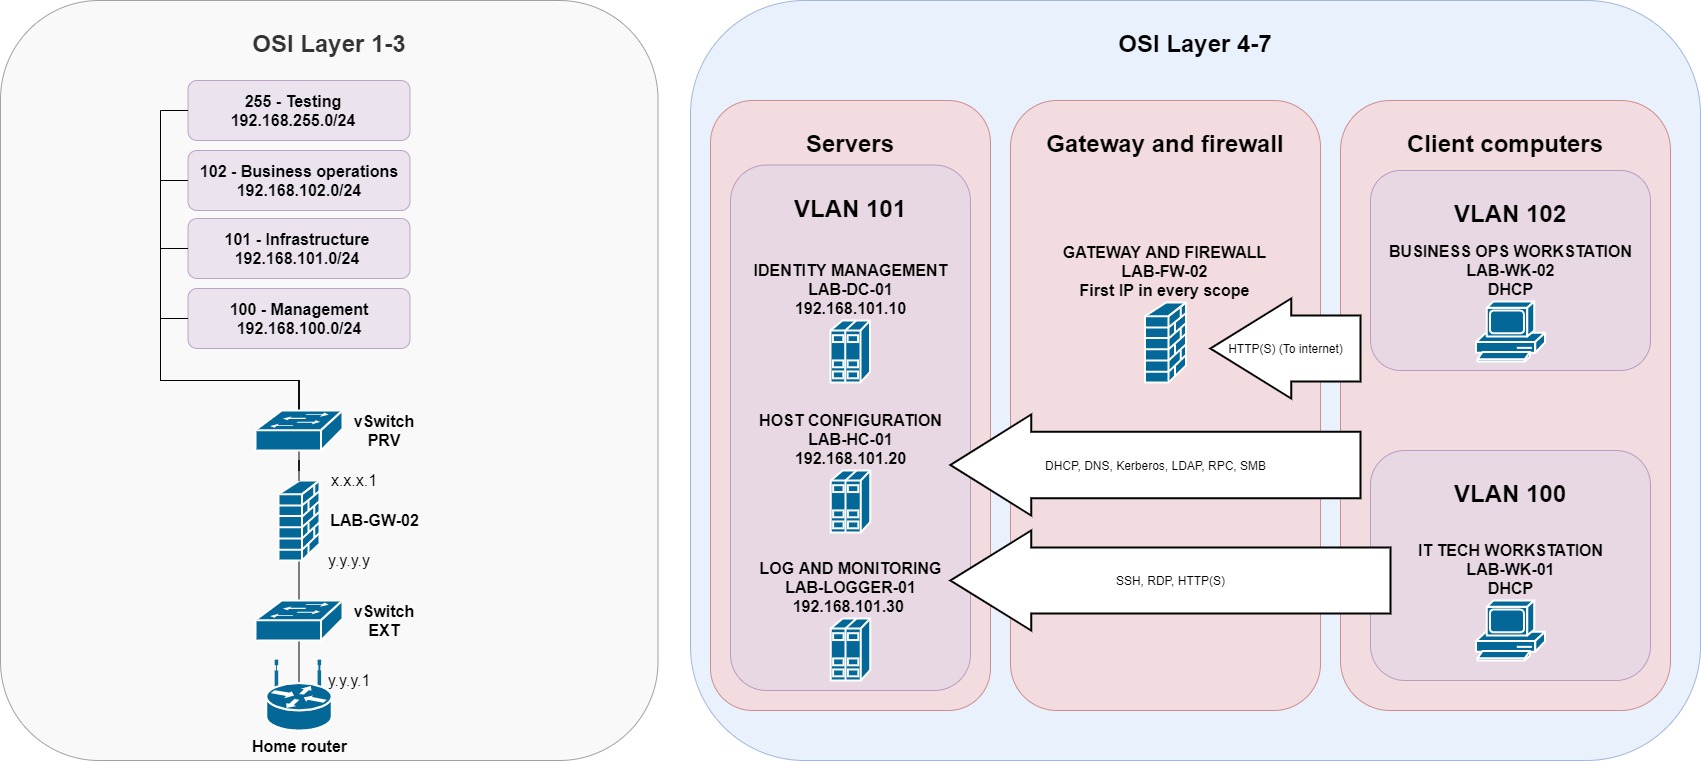 OSI Layer 1-3
255 - Testing
192.168.255.0/24
102 - Business operations
192.168.102.0/24
101 - Infrastructure
192.168.101.0/24
100 - Management
192.168.100.0/24
vSwitch
PRV
x.x.x.1
LAB-GW-02
y.y.y.y
vSwitch
EXT
y.y.y.1
Home router
OSI Layer 4-7
Servers
VLAN 101
IDENTITY MANAGEMENT
LAB-DC-01
192.168.101.10
HOST CONFIGURATION
LAB-HC-01
192.168.101.20
LOG AND MONITORING
LAB-LOGGER-01
192.168.101.30
Gateway and firewall
GATEWAY AND FIREWALL
LAB-FW-02
First IP in every scope
HTTP(S) (To internet)
DHCP, DNS, Kerberos, LDAP, RPC, SMB
SSH, RDP, HTTP(S)
Client computers
VLAN 102
BUSINESS OPS WORKSTATION
LAB-WK-02
DHCP
VLAN 100
IT TECH WORKSTATION
LAB-WK-01
DHCP